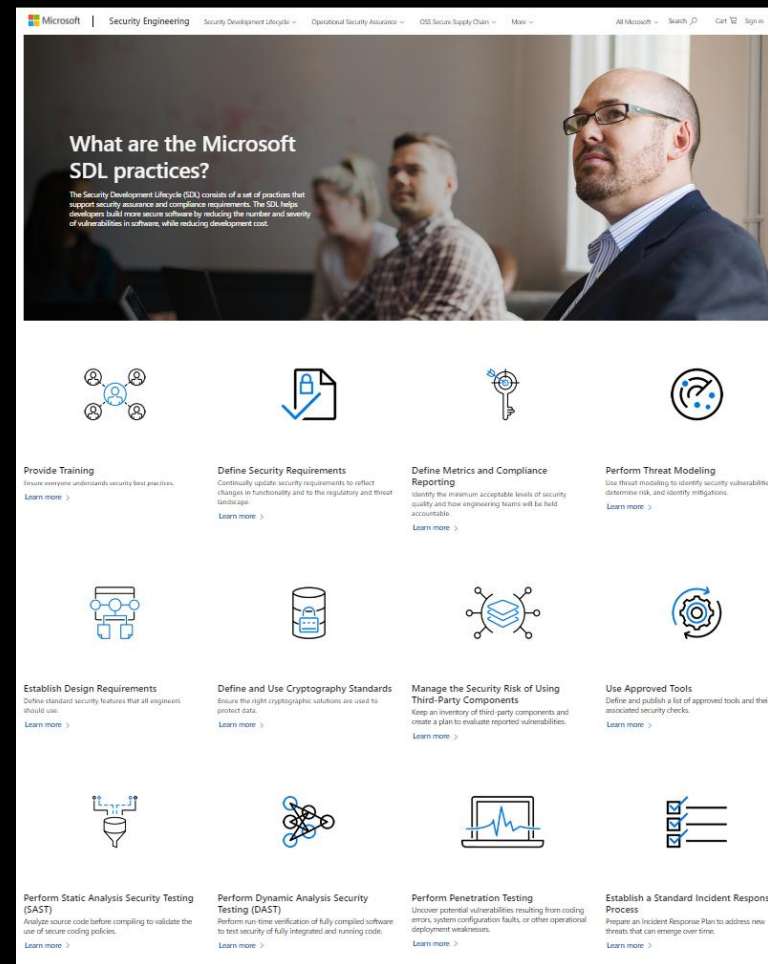 Microsoft
Security Engineering
Security Development Lifecycle
Operational Security Assurance
OSS Secure Supply Chain
More
All Microsoft
Search
Cart
Sign in
What are the Microsoft
SDL practices?
The Security Development Lifecycle (SDL) consists of a set of practices that
support security assurance and compliance requirements. The SDL helps
developers build more secure software by reducing the number and severity
of vulnerabilities in software, while reducing development cost.
Provide Training
Ensure everyone understands security best practices.
Learn more
Define Security Requirements
Continually update security requirements to reflect
changes in functionality and to the regulatory and threat
landscape.
Learn more
Define Metrics and Compliance
Reporting
Identify the minimum acceptable levels of security
quality and how engineering teams will be held
accountable.
Learn more
Perform Threat Modeling
Use threat modeling to identify security vulnerabilitie
determine risk, and identify mitigations.
Learn more
Establish Design Requirements
Define standard security features that all engineers
should use.
Learn more
Define and Use Cryptography Standards
Ensure the right cryptographic solutions are used to
protect data.
Learn more
Manage the Security Risk of Using
Third-Party Components
Keep an inventory of third-party components and
create a plan to evaluate reported vulnerabilities.
Learn more
Use Approved Tools
Define and publish a list of approved tools and thei
associated security checks.
Learn more
Perform Static Analysis Security Testing
(SAST)
Analyze source code before compiling to validate the
use of secure coding policies.
Learn more
Perform Dynamic Analysis Security
Testing (DAST)
Perform run-time verification of fully compiled software
to test security of fully integrated and running code.
Learn more
Perform Penetration Testing
Uncover potential vulnerabilities resulting from coding
errors, system configuration faults, or other operational
deployment weaknesses.
Learn more
Establish a Standard Incident Respons
Process
Prepare an Incident Response Plan to address new
threats that can emerge over time.
Learn more